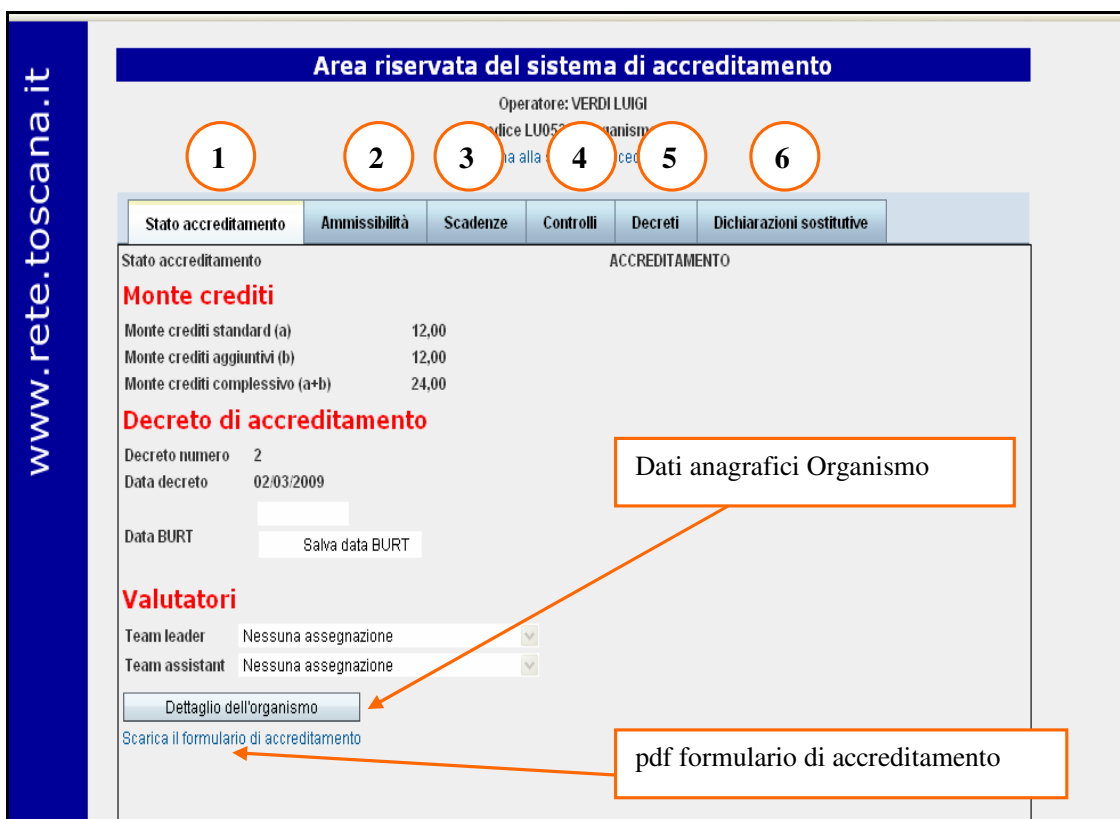 www.rete.toscana.it
Area riservata del sistema di accreditamento
Operatore: VERDI LUIGI
LU05
alla
1 2 3 4 5 6
Stato accreditamento Ammissibilità Scadenze Controlli Decreti Dichiarazioni sostitutive
Stato accreditamento ACCREDITAMENTO
Monte crediti
Monte crediti standard (a) 12,00
Monte crediti aggiuntivi (b) 12,00
Monte crediti complessivo (a+b) 24,00
Decreto di accreditamento
Decreto numero 2
Data decreto 02/03/2009
Data BURT
Salva data BURT
Dati anagrafici Organismo
Valutatori
Team leader Nessuna assegnazione
Team assistant Nessuna assegnazione
Dettaglio dell'organismo
Scarica il formulario di accreditamento
pdf formulario di accreditamento